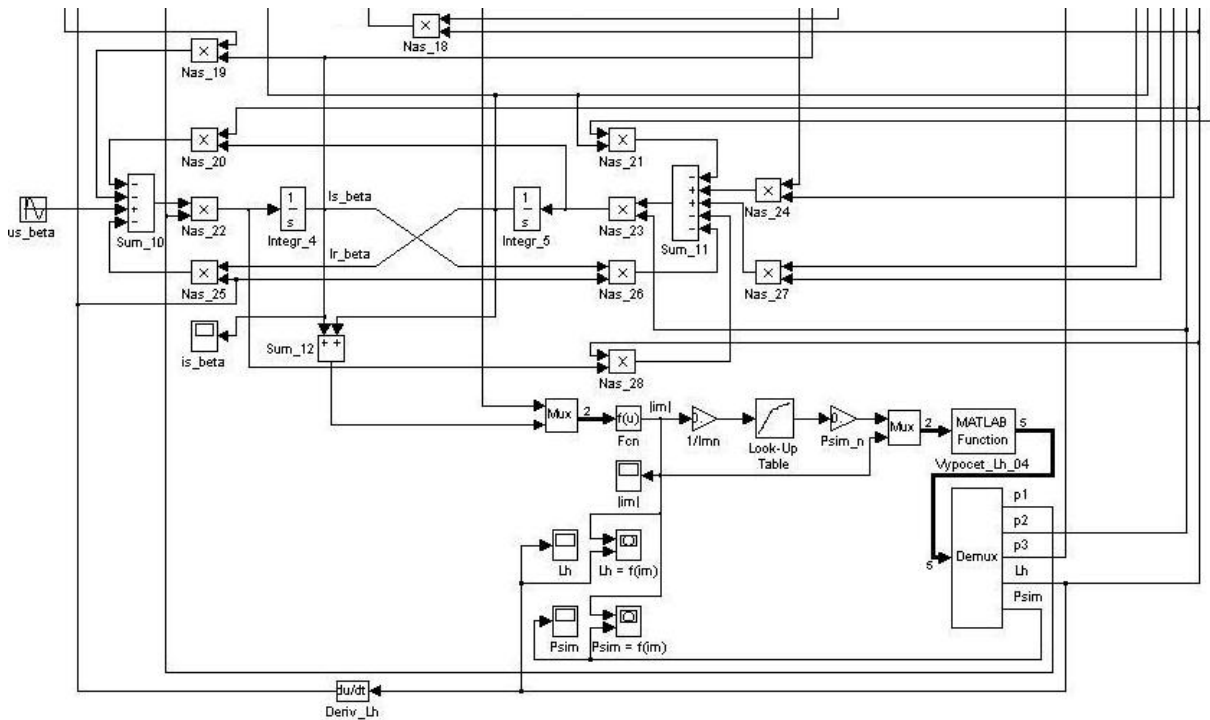 ×
Nas_18
×
Nas_19
×
Nas_20
×
Nas_21
us_beta
−
−
+
−
Sum_10
×
Nas_22
1
s
Integr_4
Is_beta
Ir_beta
1
s
Integr_5
×
Nas_23
−
+
+
−
−
Sum_11
×
Nas_24
×
Nas_25
×
Nas_26
×
Nas_27
is_beta
Sum_12
+ +
×
Nas_28
Mux
2
f(u)
Fcn
|im|
1/Imn
Look-Up
Table
Psim_n
Mux
2
MATLAB
Function
5
Vypocet_Lh_04
|im|
Lh
Lh = f(im)
Psim
Psim = f(im)
5
Demux
p1
p2
p3
Lh
Psim
du/dt
Deriv_Lh